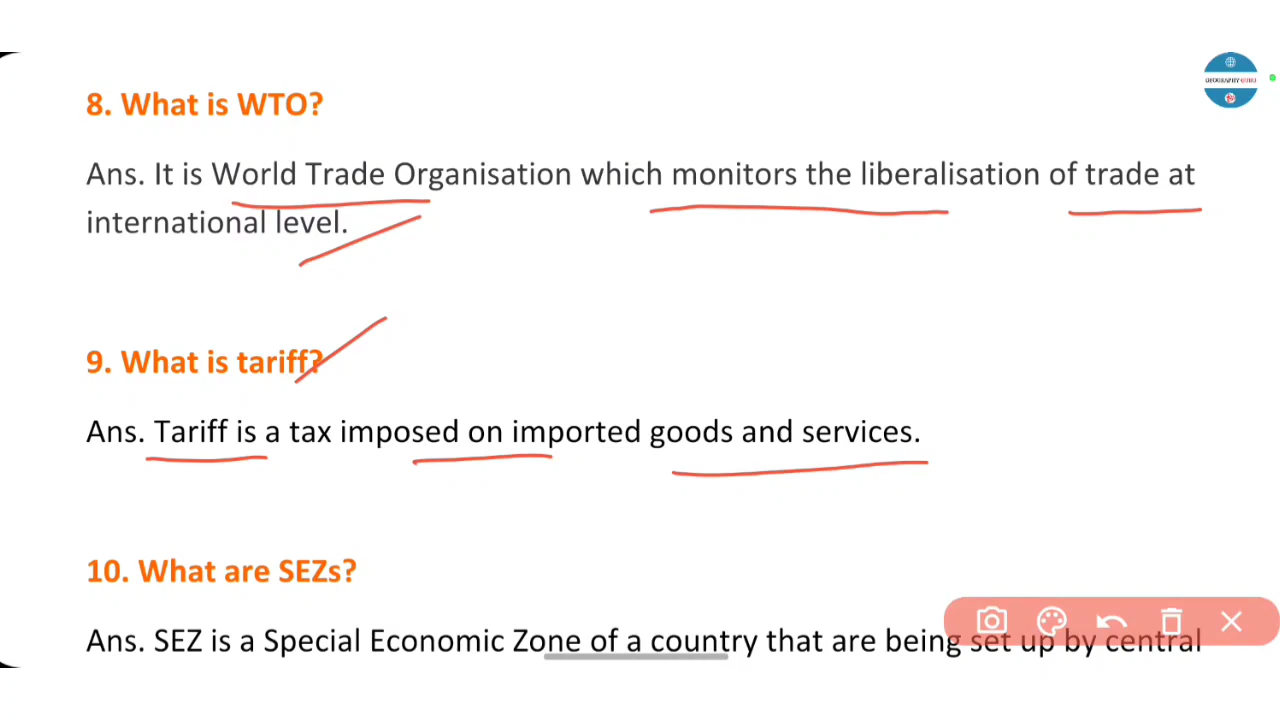 GEOGRAPHY GURU
8. What is WTO?
Ans. It is World Trade Organisation which monitors the liberalisation of trade at
international level.
9. What is tariff?
Ans. Tariff is a tax imposed on imported goods and services.
10. What are SEZs?
Ans. SEZ is a Special Economic Zone of a country that are being set up by central